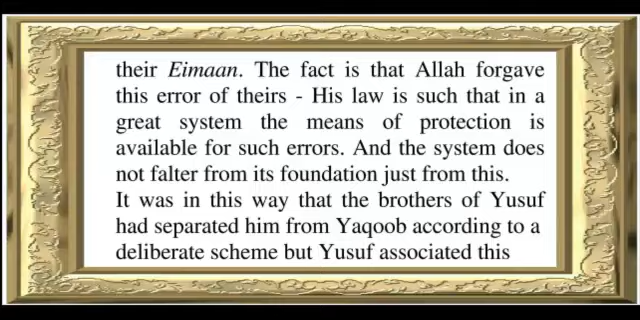 their Eimaan. The fact is that Allah forgave
this error of theirs - His law is such that in a
great system the means of protection is
available for such errors. And the system does
not falter from its foundation just from this.
It was in this way that the brothers of Yusuf
had separated him from Yaqoob according to a
deliberate scheme but Yusuf associated this